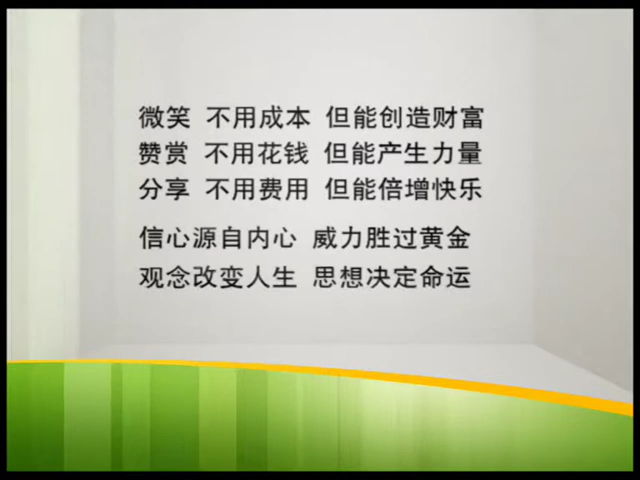 微笑 不用成本 但能创造财富
赞赏 不用花钱 但能产生力量
分享 不用费用 但能倍增快乐
信心源自内心 威力胜过黄金
观念改变人生 思想决定命运